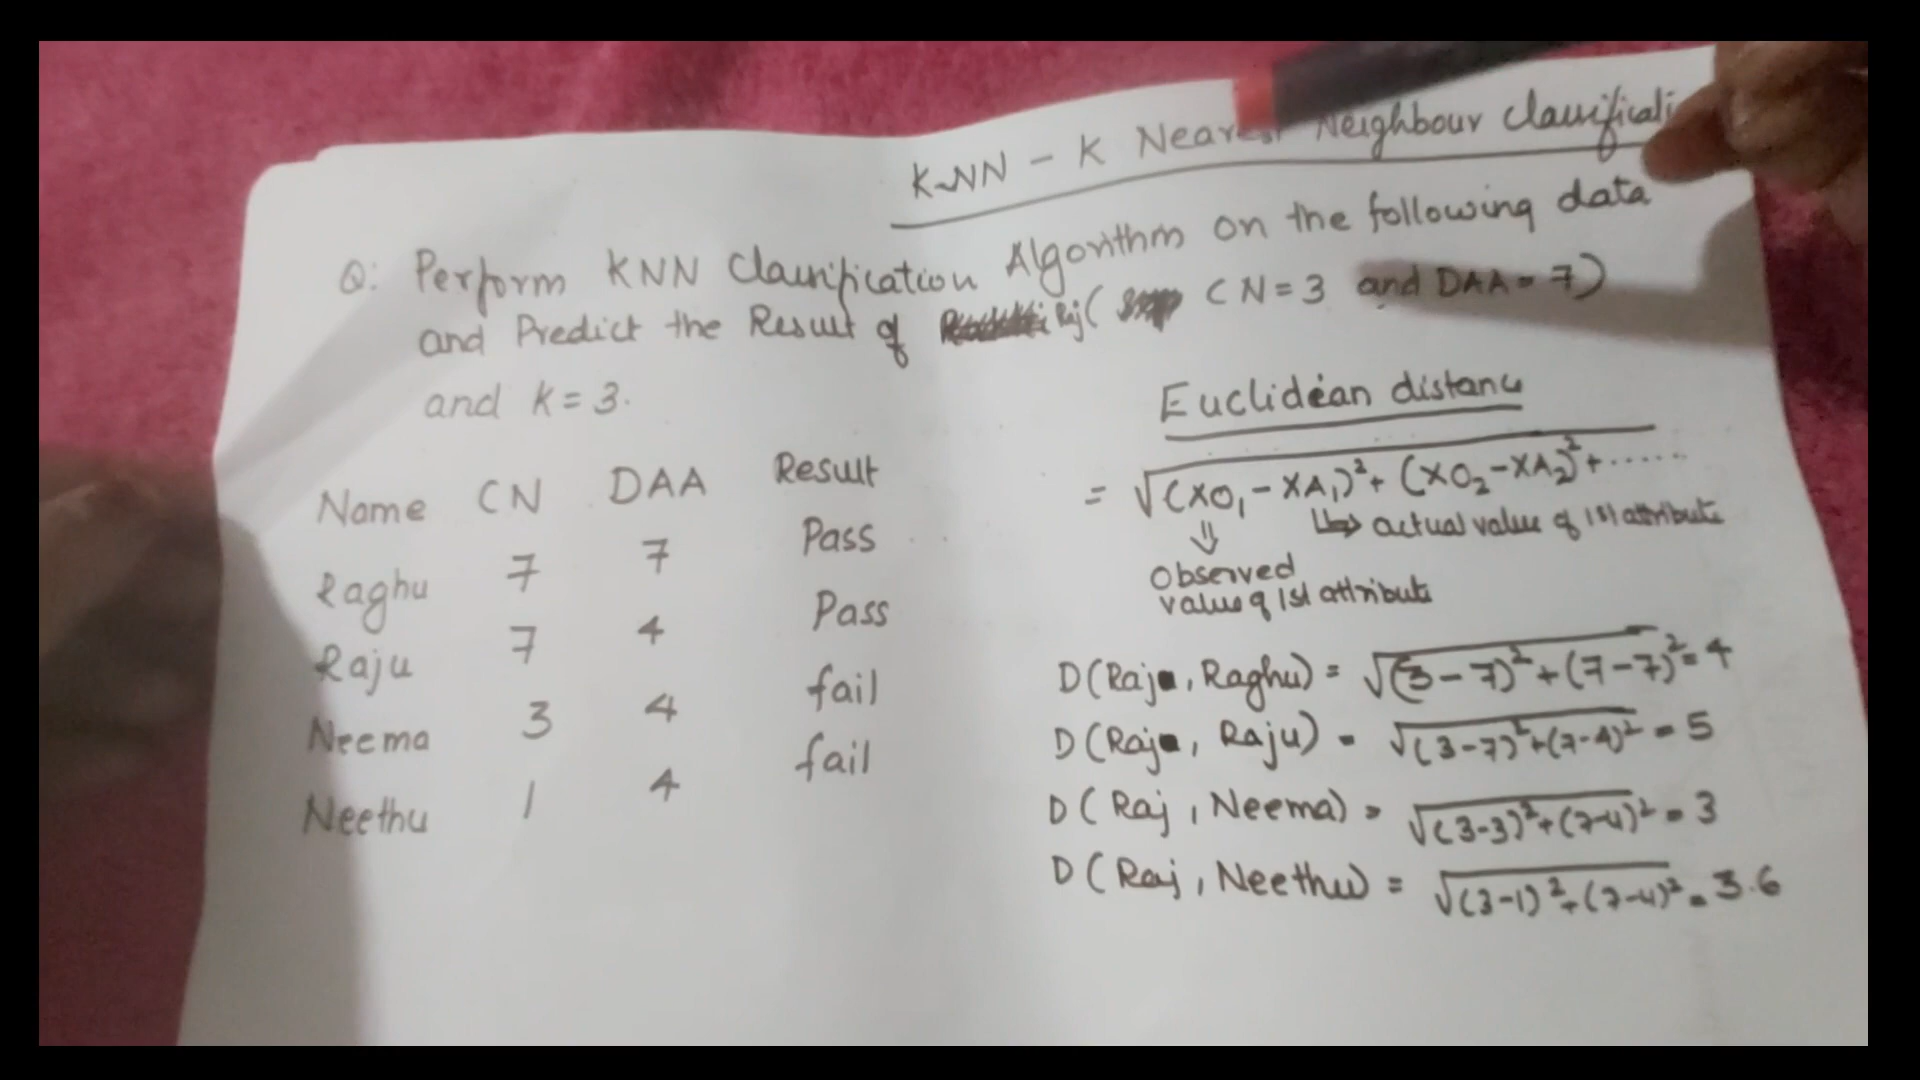 KNN - K Nearest Neighbour Classificati
Q: Perform KNN Classification Algorithm on the following data
and Predict the Result of Raj ( CN = 3 and DAA = 7)
and k = 3.
Name CN DAA Result
Raghu 7 7 Pass
Raju 7 4 Pass
Neema 3 4 fail
Neethu 1 4 fail
Euclidean distance
= √(XO₁ - XA₁)² + (XO₂ - XA₂)² + ......
↳ actual value of 1st attribute
⇓
Observed
value of 1st attribute
D(Raj, Raghu) = √(3-7)² + (7-7)² = 4
D(Raj, Raju) = √(3-7)² + (7-4)² = 5
D(Raj, Neema) = √(3-3)² + (7-4)² = 3
D(Raj, Neethu) = √(3-1)² + (7-4)² = 3.6